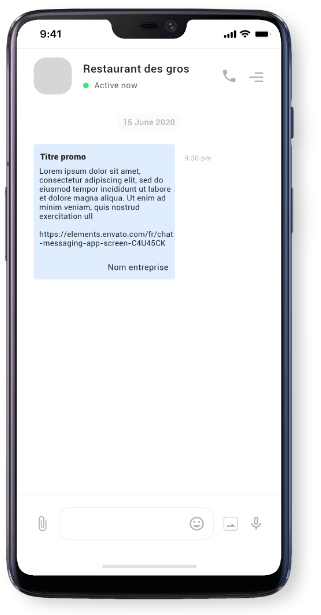 9:41
Restaurant des gros
Active now
15 June 2020
Titre promo
9:30 pm
Lorem ipsum dolor sit amet,
consectetur adipiscing elit, sed do
eiusmod tempor incididunt ut labore
et dolore magna aliqua. Ut enim ad
minim veniam, quis nostrud
exercitation ull
https://elements.envato.com/fr/chat
-messaging-app-screen-C4U45CK
Nom entreprise